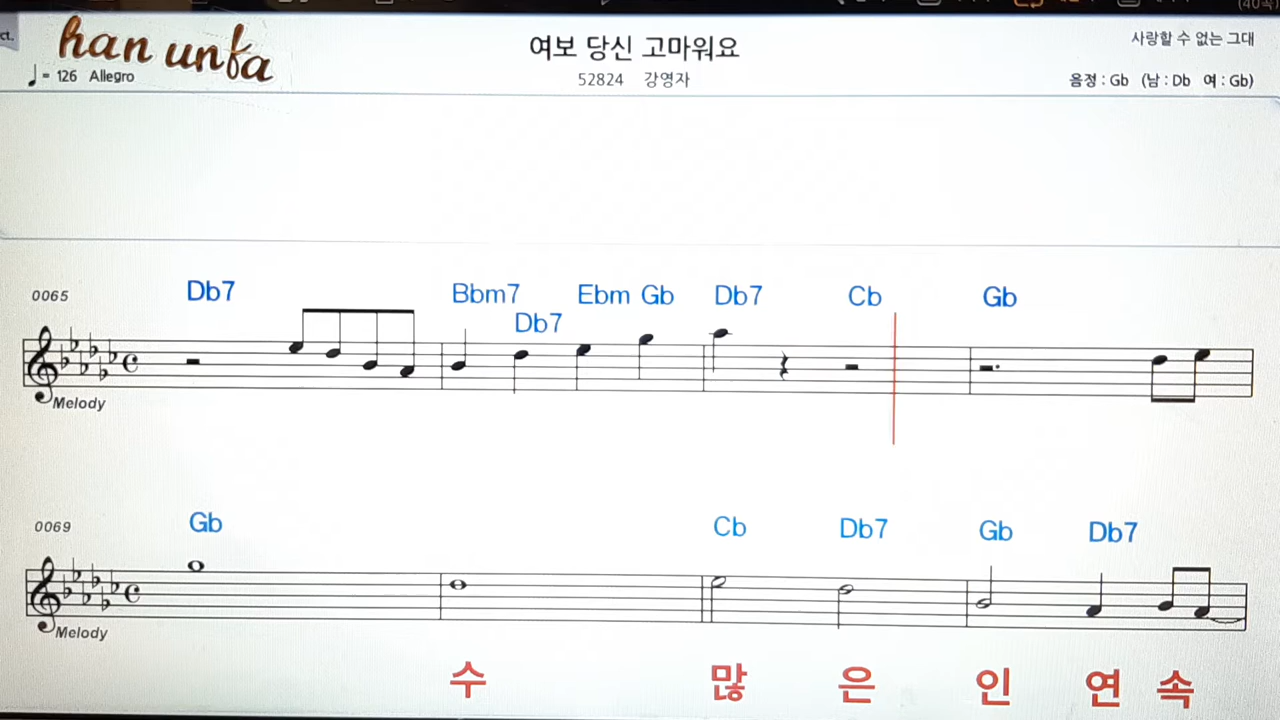 ct.
han unfa
여보 당신 고마워요
사랑할 수 없는 그대
♩ = 126 Allegro
52824 강영자
음정 : Gb (남 : Db 여 : Gb)
0065
Db7 Bbm7 Db7 Ebm Gb Db7 Cb Gb
Melody
0069
Gb Cb Db7 Gb Db7
Melody
수 많 은 인 연 속